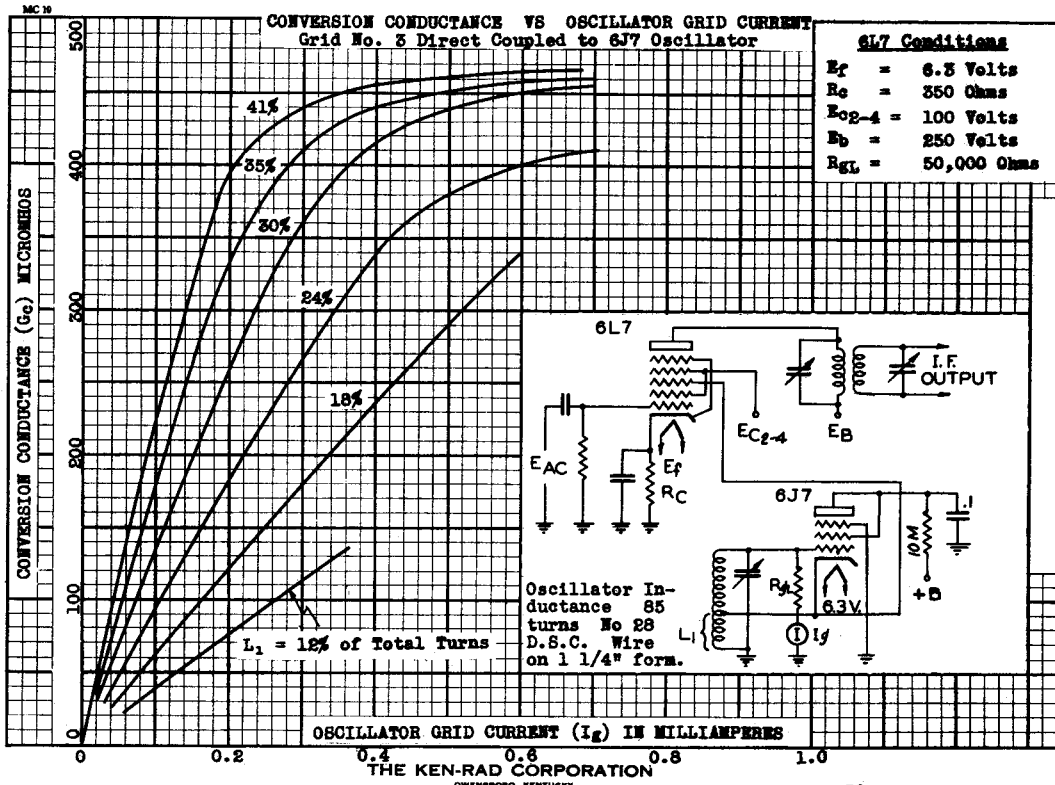 MC 19
CONVERSION CONDUCTANCE VS OSCILLATOR GRID CURRENT
Grid No. 3 Direct Coupled to 6J7 Oscillator
6L7 Conditions
Ef = 6.3 Volts
Rc = 350 Ohms
Ec2-4 = 100 Volts
Eb = 250 Volts
RgL = 50,000 Ohms
500
400
300
200
100
0
CONVERSION CONDUCTANCE (Gc) MICROMHOS
41%
35%
30%
24%
18%
L1 = 12% of Total Turns
6L7
I.F. OUTPUT
EC2-4
EB
EAC
Ef
RC
6J7
.1
10M
+B
6.3V.
L1
Ig
Oscillator In-
ductance 85
turns No 28
D.S.C. Wire
on 1 1/4" form.
OSCILLATOR GRID CURRENT (Ig) IN MILLIAMPERES
0 0.2 0.4 0.6 0.8 1.0
THE KEN-RAD CORPORATION
OWENSBORO, KENTUCKY